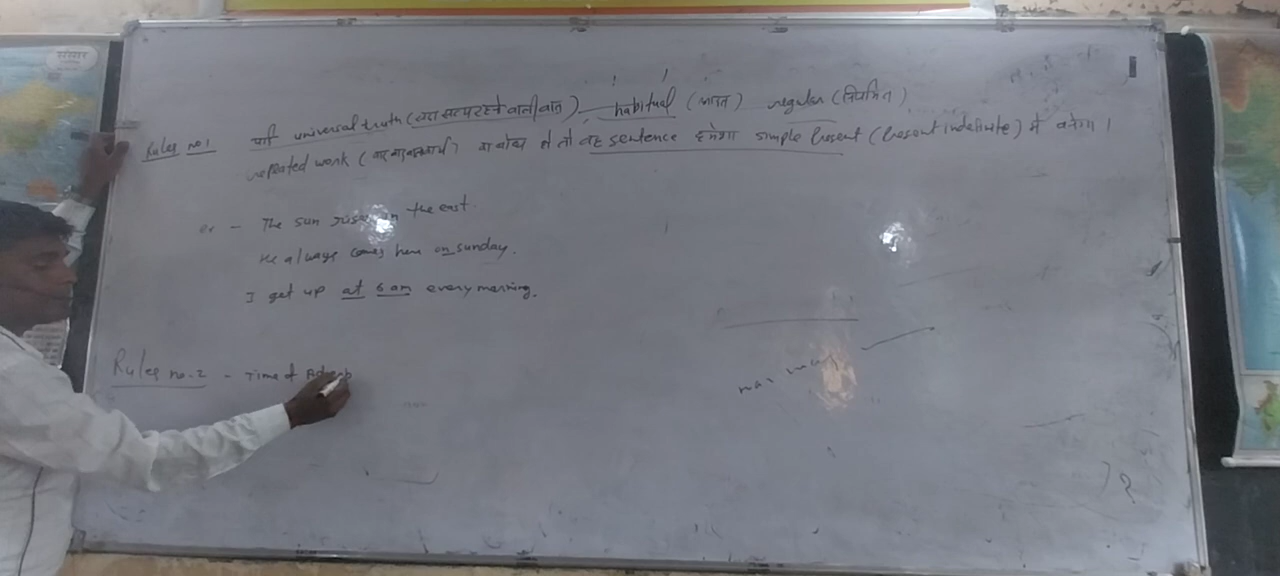 Rules no 1. यदि universal truth (सदा सत्य रहने वाली बात) habitual (आदत) regular (नियमित)
repeated work (बार बार कार्य) का बोध हो तो वह sentence हमेशा simple Present (Present indefinite) में बनेगा।
ex - The sun rises in the east.
He always comes here on sunday.
I get up at 6 am every morning.
Rules no. 2 - Time of Adverb